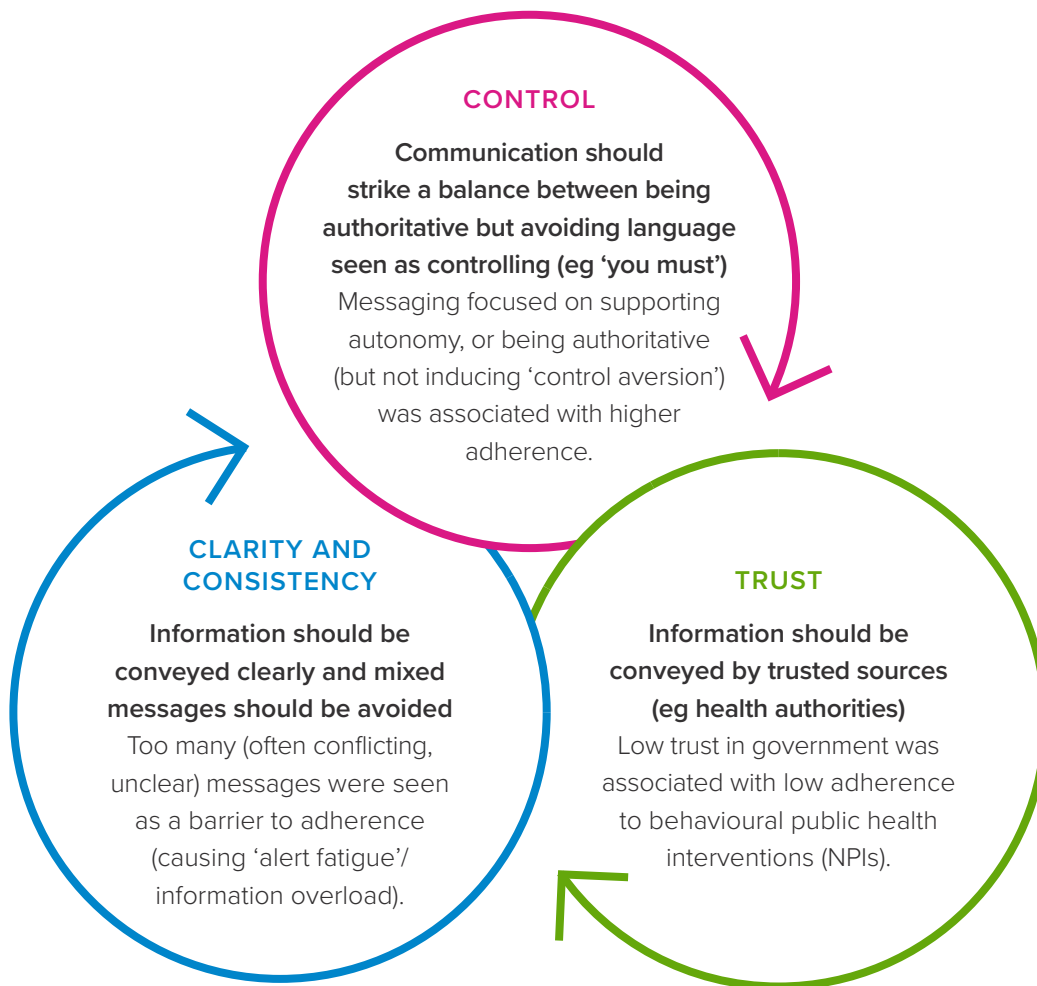 CONTROL
Communication should
strike a balance between being
authoritative but avoiding language
seen as controlling (eg ‘you must’)
Messaging focused on supporting
autonomy, or being authoritative
(but not inducing ‘control aversion’)
was associated with higher
adherence.
CLARITY AND
CONSISTENCY
Information should be
conveyed clearly and mixed
messages should be avoided
Too many (often conflicting,
unclear) messages were seen
as a barrier to adherence
(causing ‘alert fatigue’/
information overload).
TRUST
Information should be
conveyed by trusted sources
(eg health authorities)
Low trust in government was
associated with low adherence
to behavioural public health
interventions (NPIs).